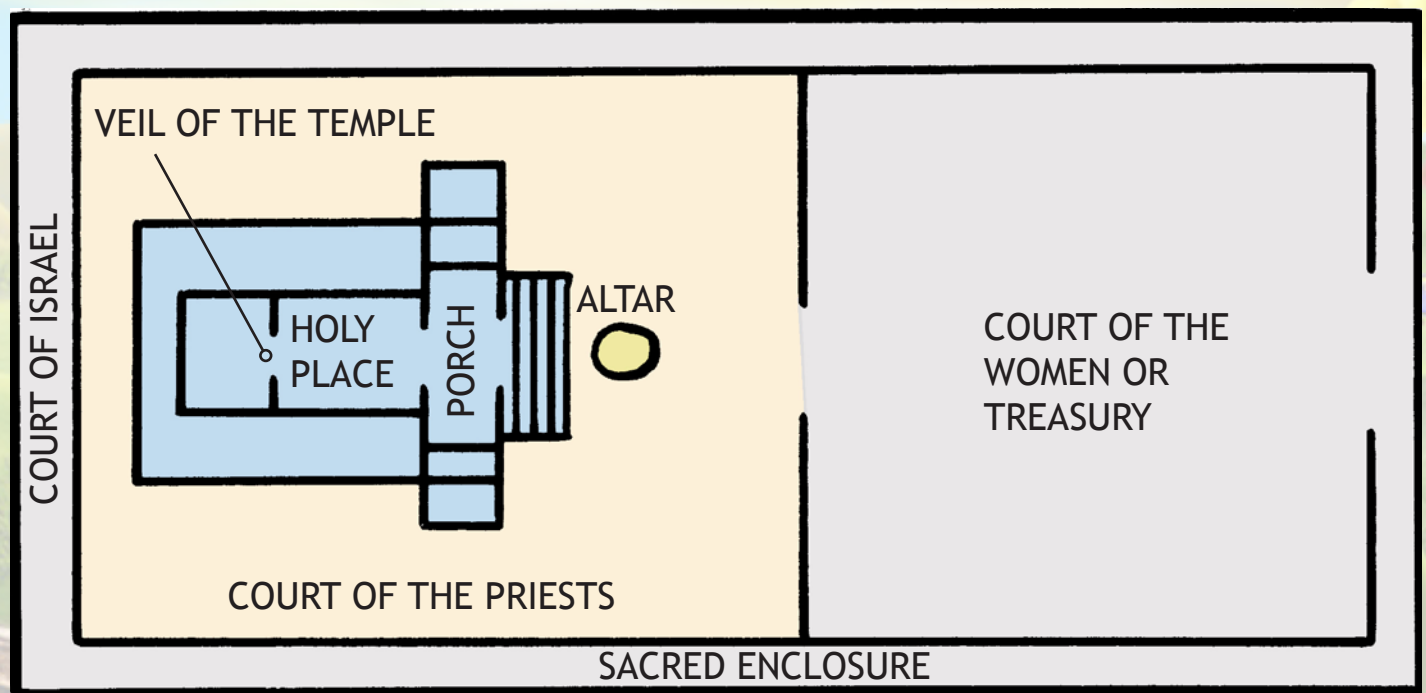 VEIL OF THE TEMPLE
COURT OF ISRAEL
HOLY
PLACE
PORCH
ALTAR
COURT OF THE
WOMEN OR
TREASURY
COURT OF THE PRIESTS
SACRED ENCLOSURE